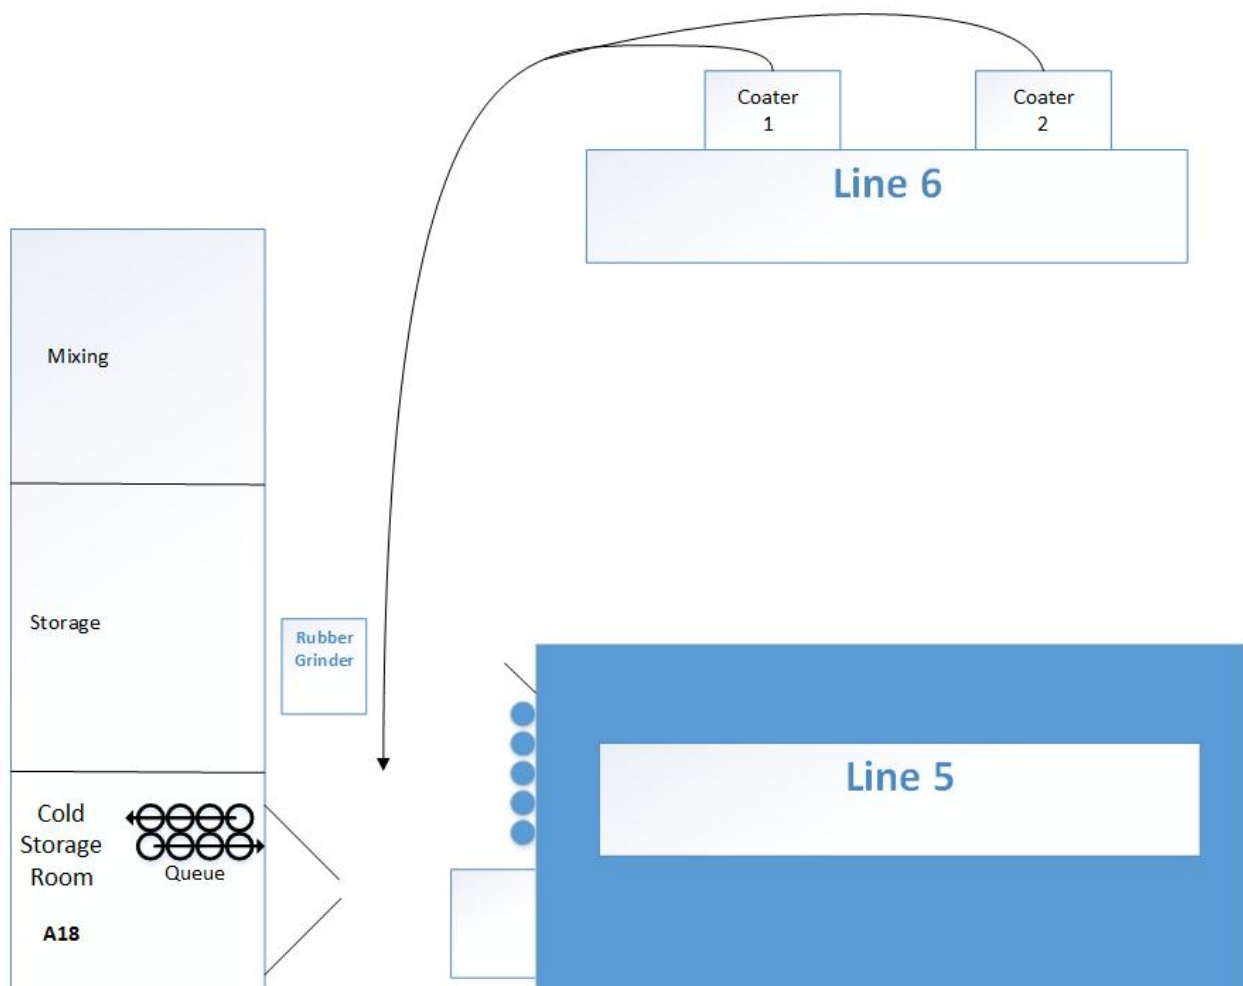 Coater
1
Coater
2
Line 6
Mixing
Storage
Rubber
Grinder
Line 5
Cold
Storage
Room
Queue
A18